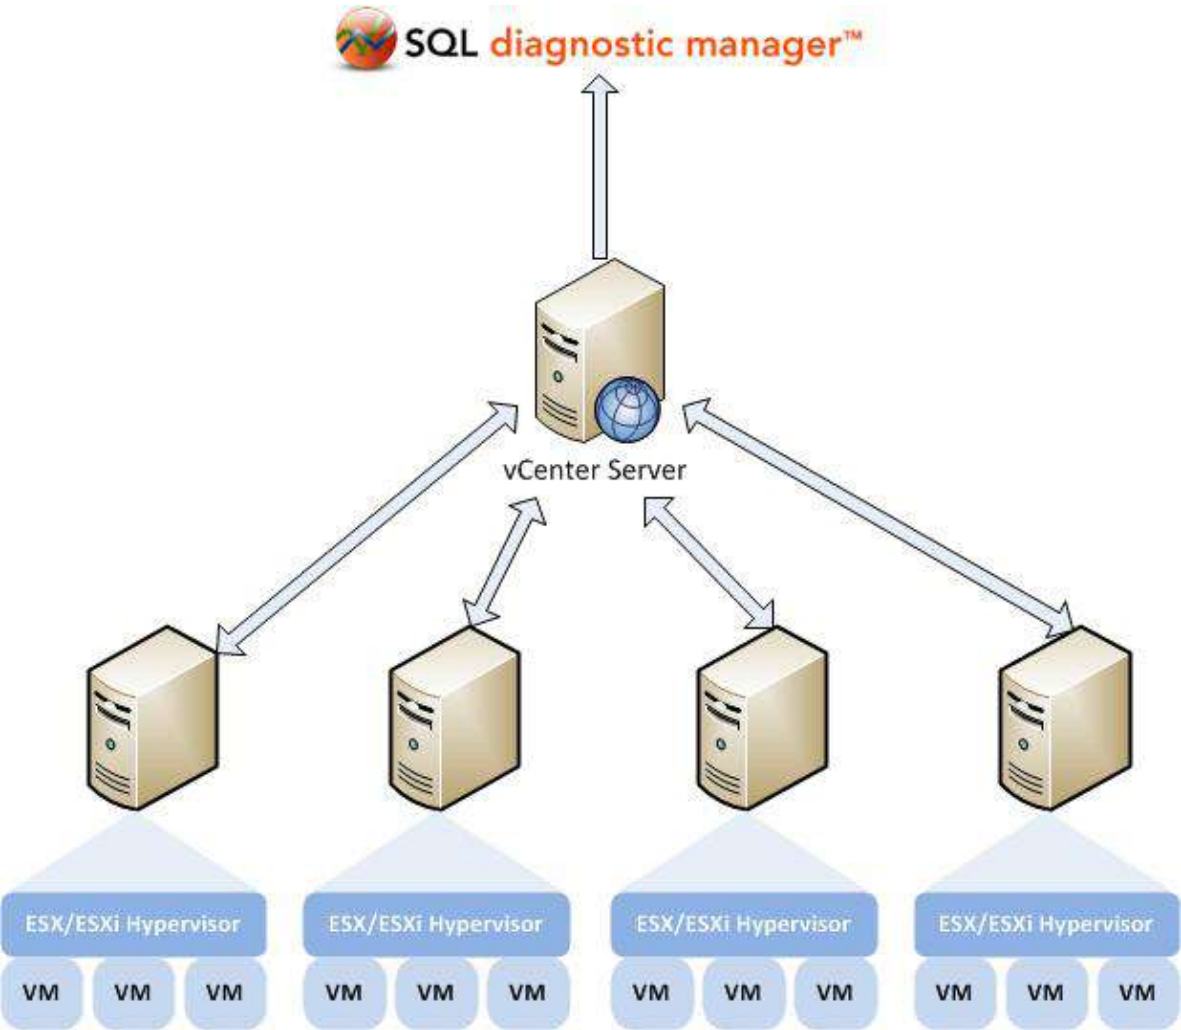 SQL diagnostic manager™
vCenter Server
ESX/ESXi Hypervisor ESX/ESXi Hypervisor ESX/ESXi Hypervisor ESX/ESXi Hypervisor
VM VM VM VM VM VM VM VM VM VM VM VM